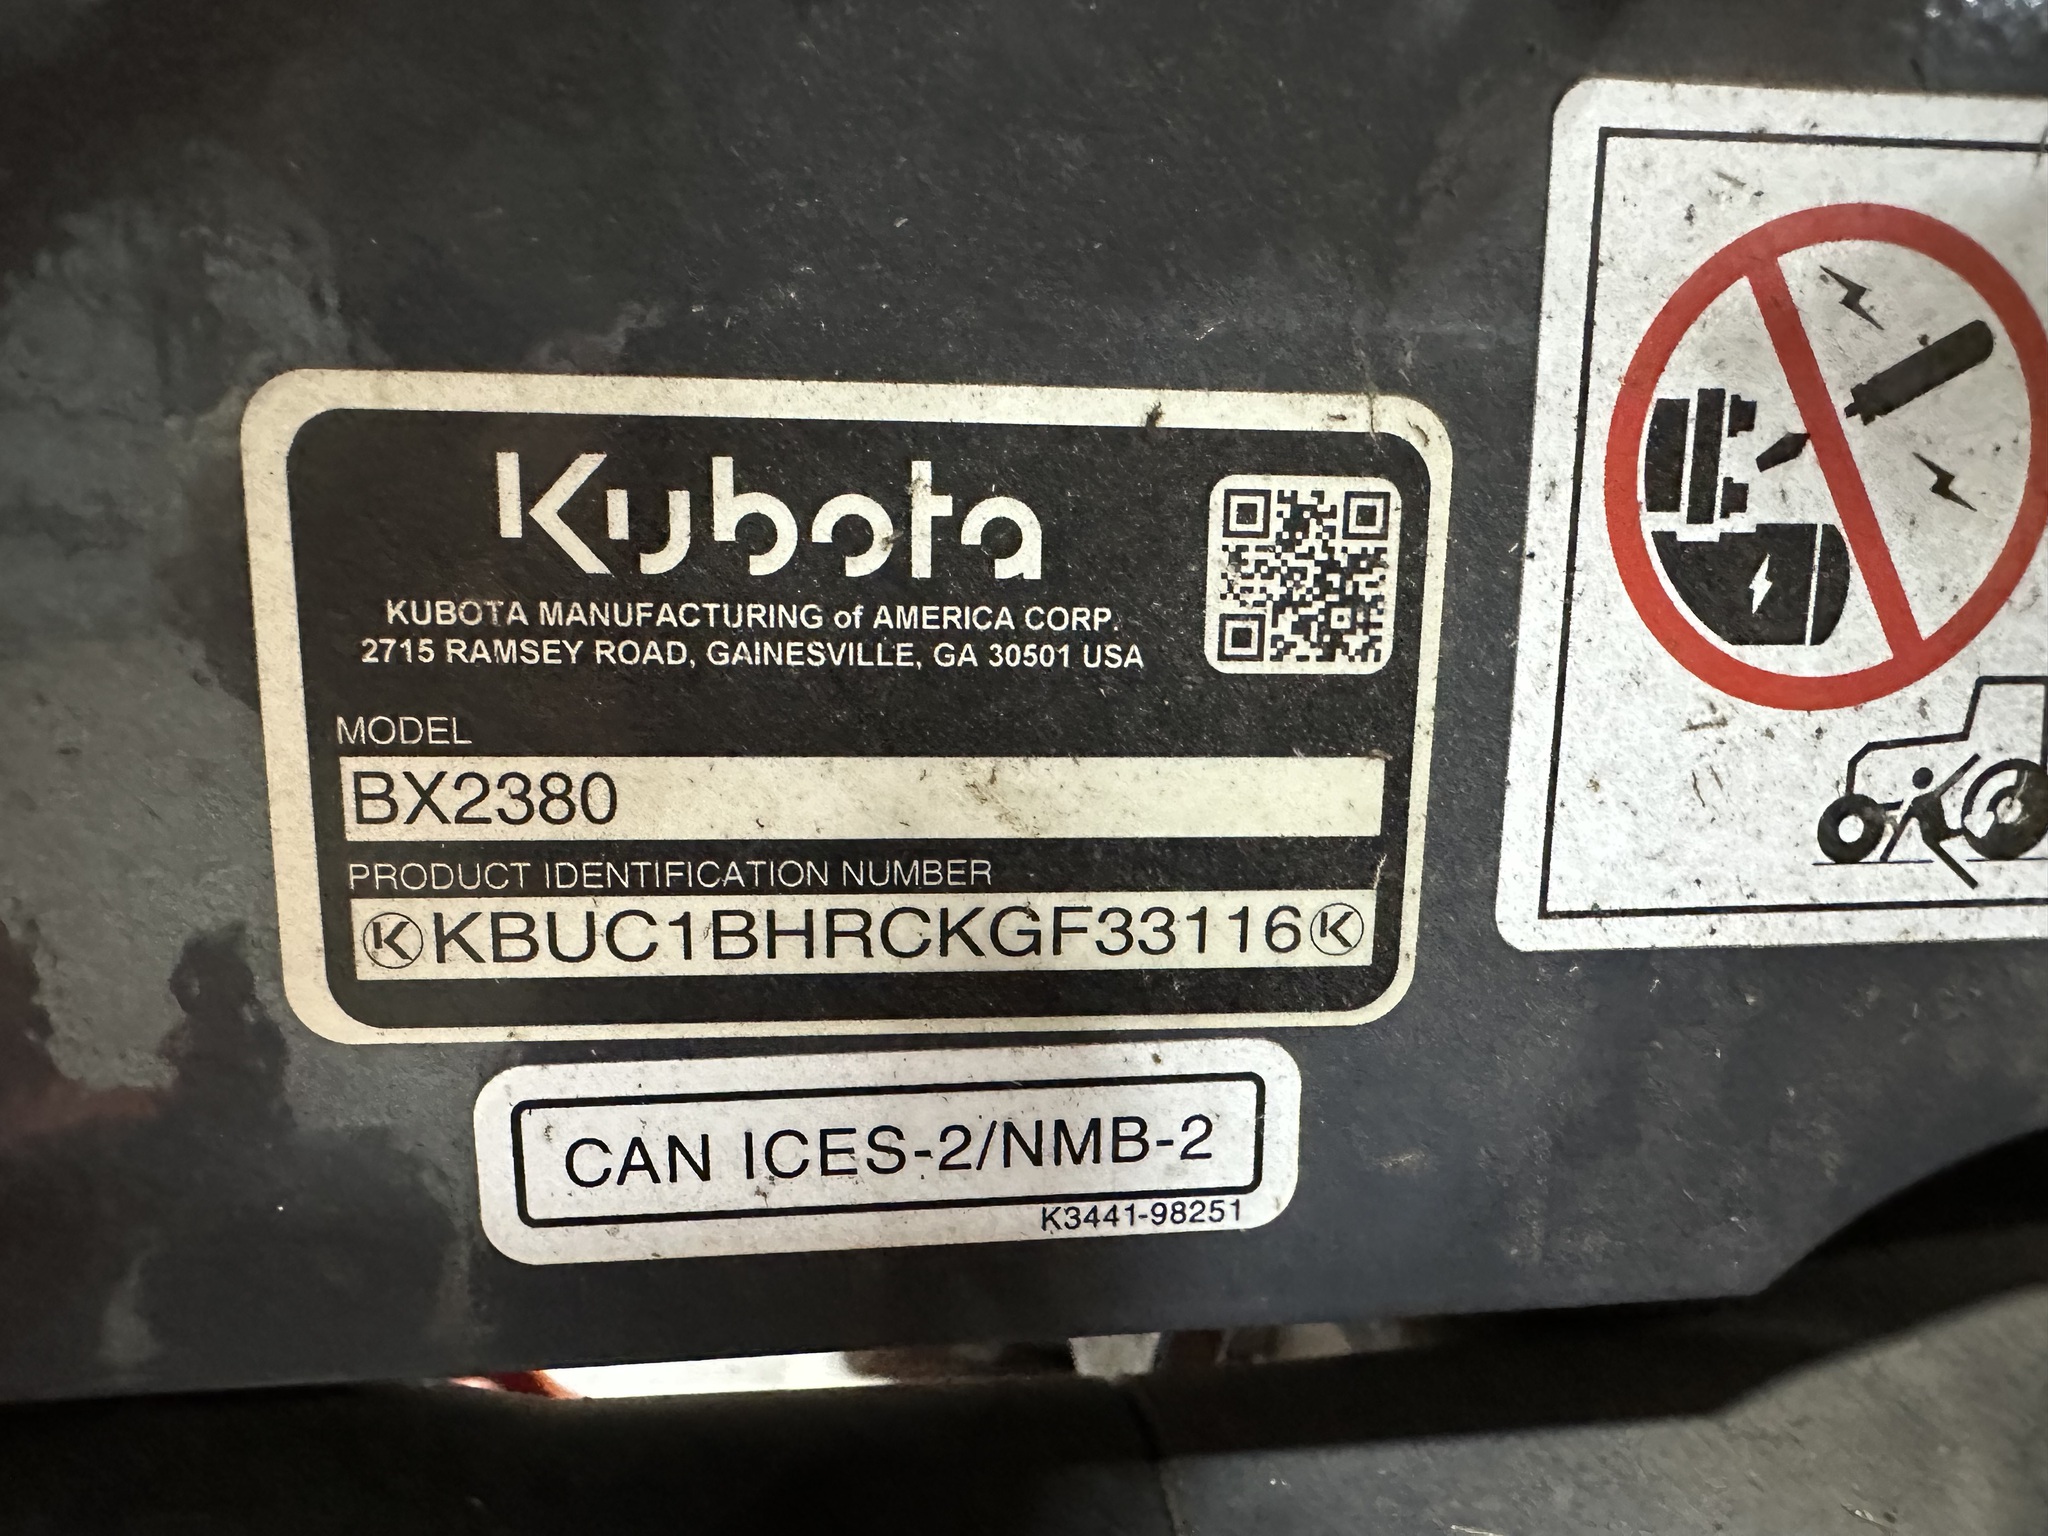 Kubota
KUBOTA MANUFACTURING of AMERICA CORP.
2715 RAMSEY ROAD, GAINESVILLE, GA 30501 USA
MODEL
BX2380
PRODUCT IDENTIFICATION NUMBER
KBUC1BHRCKGF33116
CAN ICES-2/NMB-2
K3441-98251